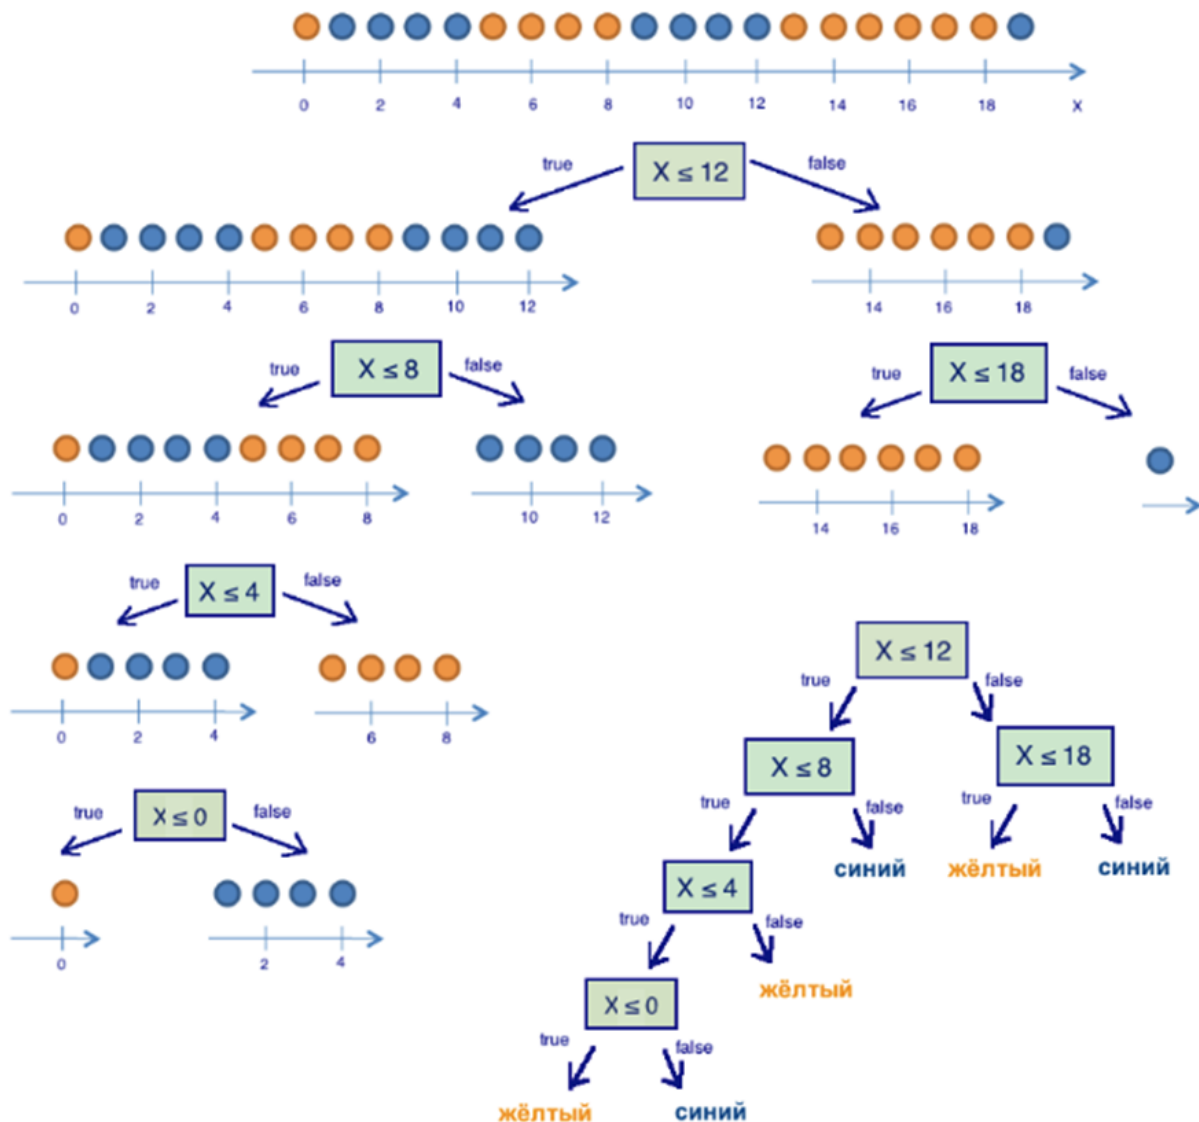 0 2 4 6 8 10 12 14 16 18 X
X ≤ 12
true false
0 2 4 6 8 10 12
14 16 18
X ≤ 8
true false
X ≤ 18
true false
0 2 4 6 8
10 12
14 16 18
X ≤ 4
true false
0 2 4
6 8
X ≤ 0
true false
0
2 4
X ≤ 12
true false
X ≤ 8
X ≤ 18
true false
true false
X ≤ 4
синий
жёлтый
синий
true false
X ≤ 0
жёлтый
true false
жёлтый
синий